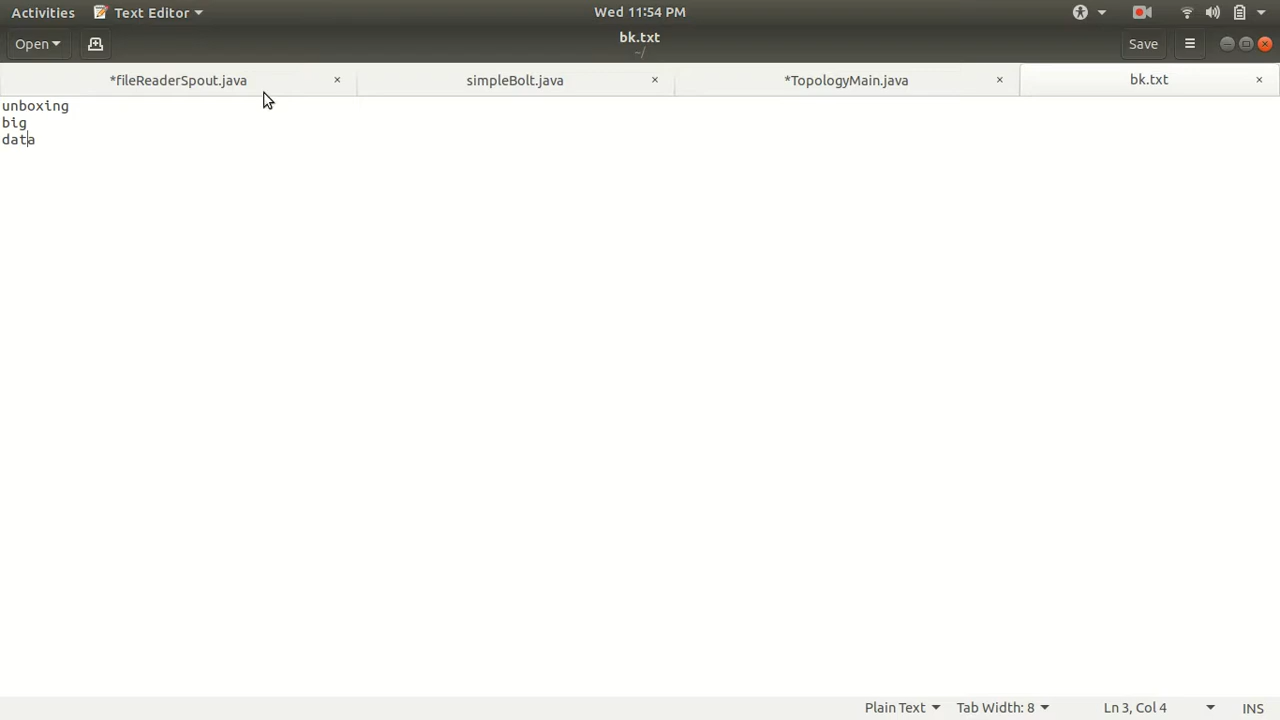 Activities Text Editor Wed 11:54 PM
Open bk.txt Save
~/
*fileReaderSpout.java × simpleBolt.java × *TopologyMain.java × bk.txt ×
unboxing
big
data
Plain Text Tab Width: 8 Ln 3, Col 4 INS